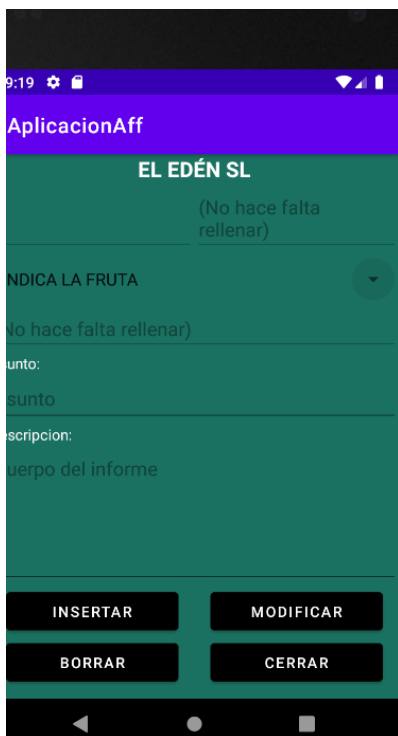 9:19
AplicacionAff
EL EDÉN SL
(No hace falta
rellenar)
NDICA LA FRUTA
No hace falta rellenar)
unto:
sunto
escripcion:
uerpo del informe
INSERTAR
MODIFICAR
BORRAR
CERRAR